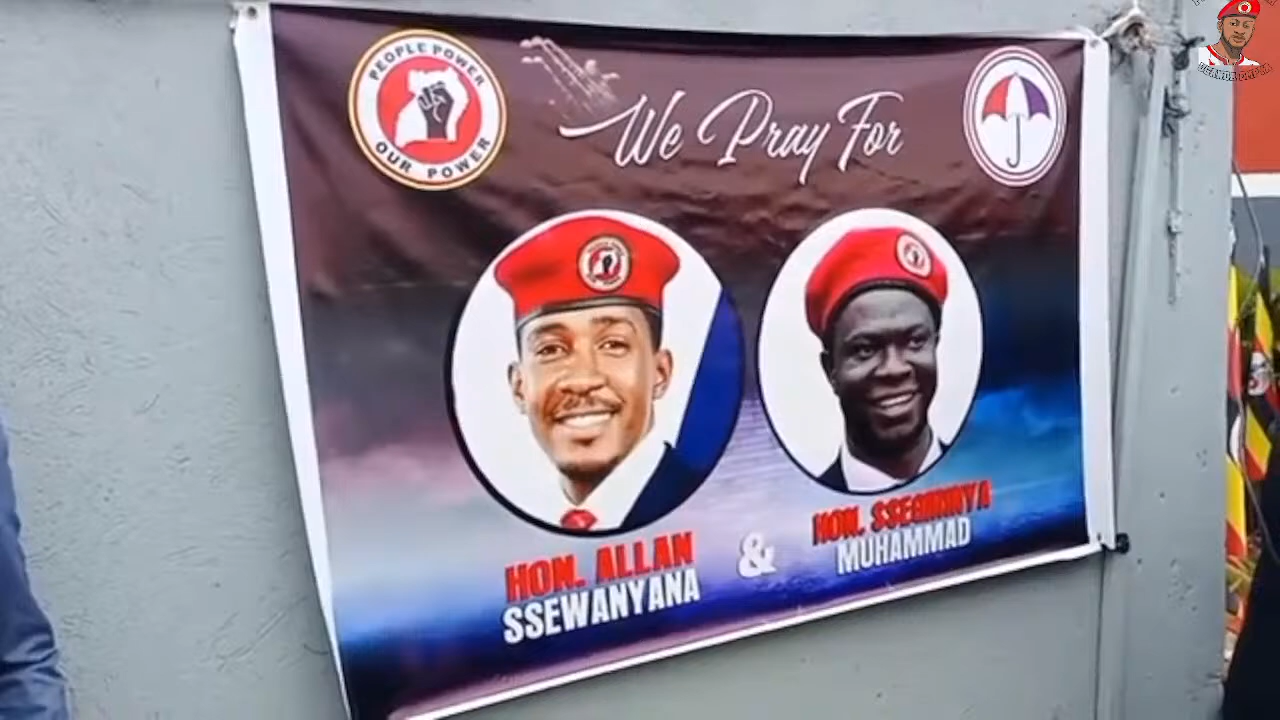 PEOPLE POWER
OUR POWER
We Pray For
HON. ALLAN
SSEWANYANA
&
HON. SSEGIRINYA
MUHAMMAD